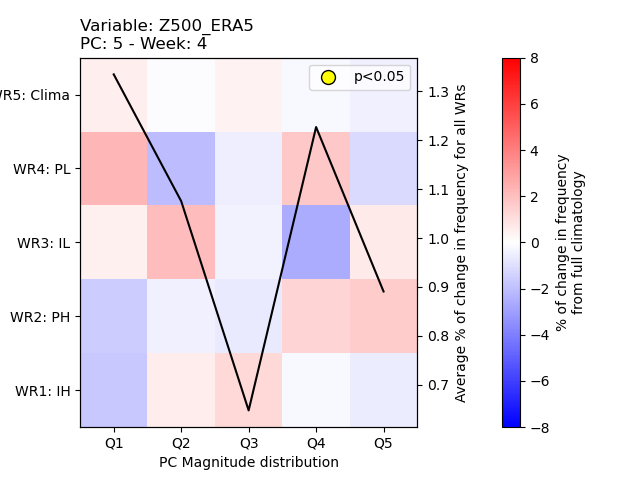 Variable: Z500_ERA5
PC: 5 - Week: 4
p<0.05
WR5: Clima
WR4: PL
WR3: IL
WR2: PH
WR1: IH
Q1 Q2 Q3 Q4 Q5
PC Magnitude distribution
1.3
1.2
1.1
1.0
0.9
0.8
0.7
Average % of change in frequency for all WRs
8
6
4
2
0
−2
−4
−6
−8
% of change in frequency
from full climatology